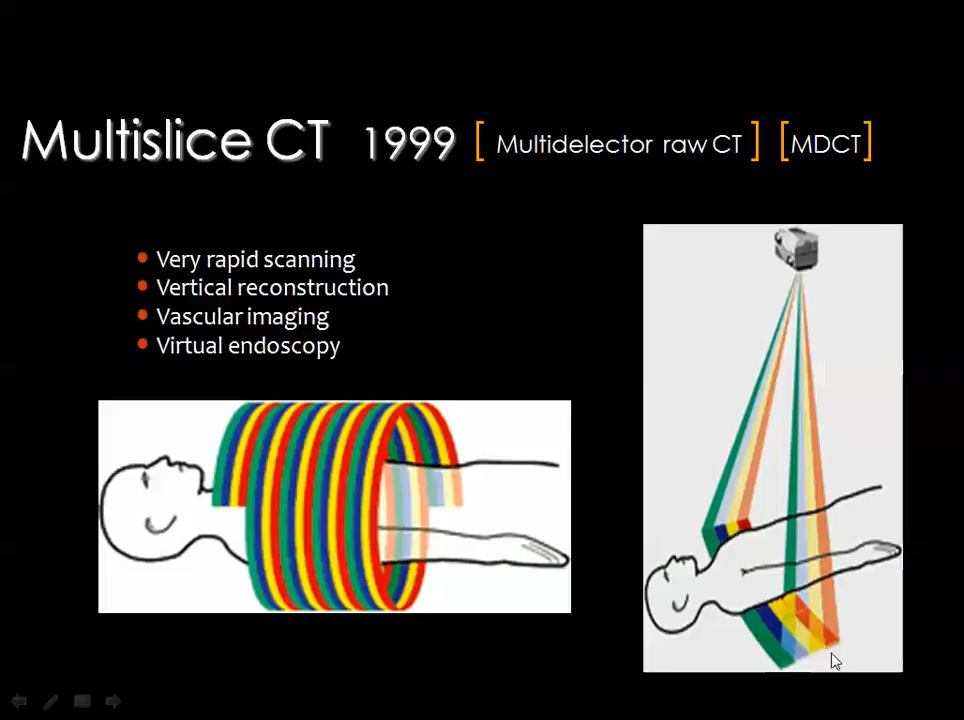 Multislice CT 1999 [ Multidelector raw CT ] [MDCT]
• Very rapid scanning
• Vertical reconstruction
• Vascular imaging
• Virtual endoscopy